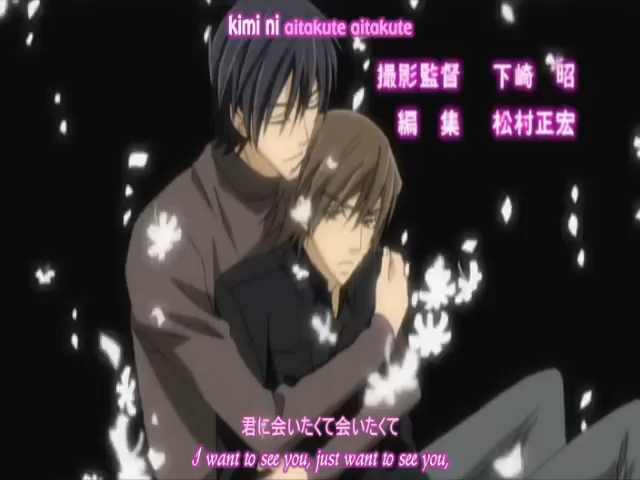 kimi ni aitakute aitakute
撮影監督 下崎 昭
編 集 松村正宏
君に会いたくて会いたくて
I want to see you, just want to see you,